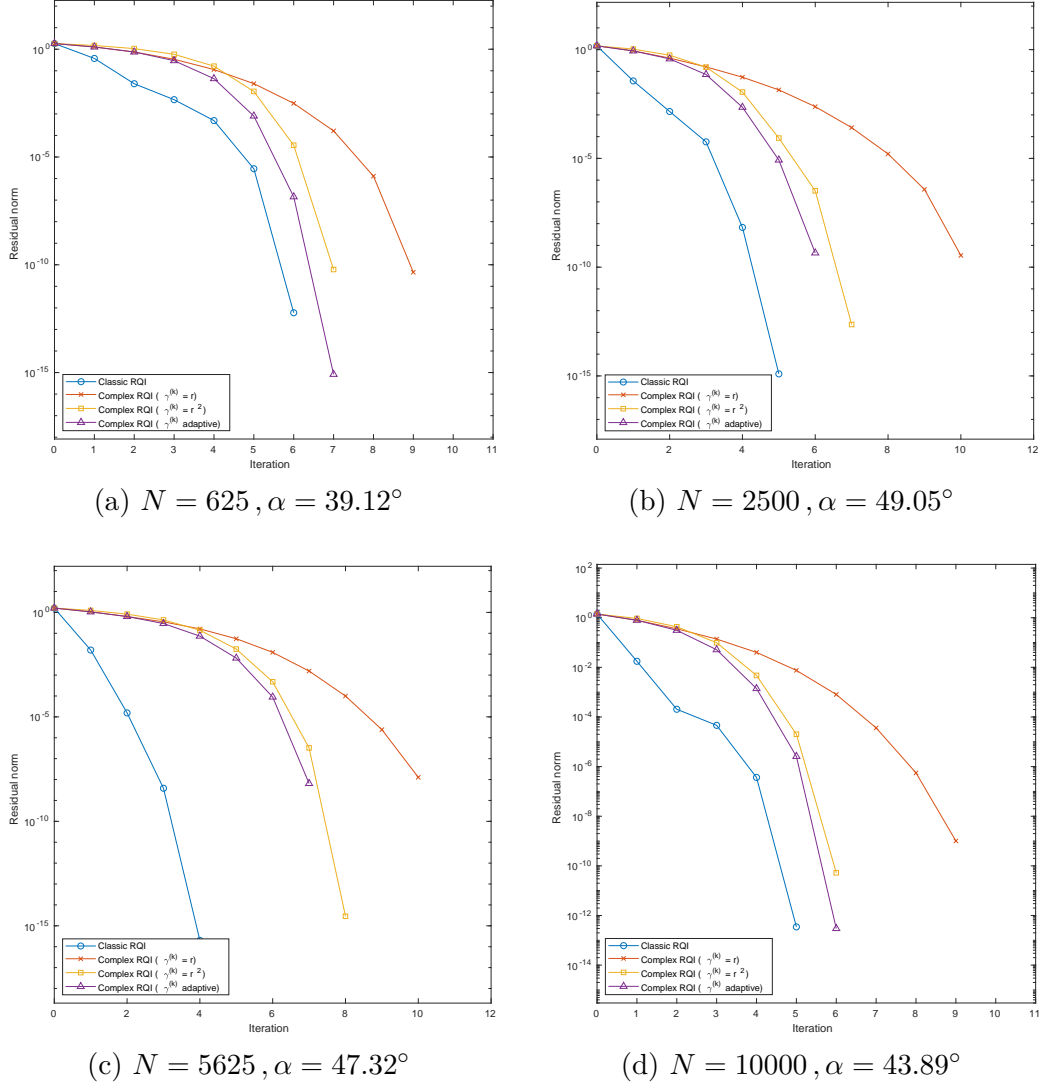 10^0
10^-5
10^-10
10^-15
Residual norm
0 1 2 3 4 5 6 7 8 9 10 11
Iteration
Classic RQI
Complex RQI ( γ^(k) = r)
Complex RQI ( γ^(k) = r^2)
Complex RQI ( γ^(k) adaptive)
(a) N = 625 , α = 39.12°
10^0
10^-5
10^-10
10^-15
Residual norm
0 2 4 6 8 10 12
Iteration
Classic RQI
Complex RQI ( γ^(k) = r)
Complex RQI ( γ^(k) = r^2)
Complex RQI ( γ^(k) adaptive)
(b) N = 2500 , α = 49.05°
10^0
10^-5
10^-10
10^-15
Residual norm
0 2 4 6 8 10 12
Iteration
Classic RQI
Complex RQI ( γ^(k) = r)
Complex RQI ( γ^(k) = r^2)
Complex RQI ( γ^(k) adaptive)
(c) N = 5625 , α = 47.32°
10^2
10^0
10^-2
10^-4
10^-6
10^-8
10^-10
10^-12
10^-14
Residual norm
0 1 2 3 4 5 6 7 8 9 10 11
Iteration
Classic RQI
Complex RQI ( γ^(k) = r)
Complex RQI ( γ^(k) = r^2)
Complex RQI ( γ^(k) adaptive)
(d) N = 10000 , α = 43.89°